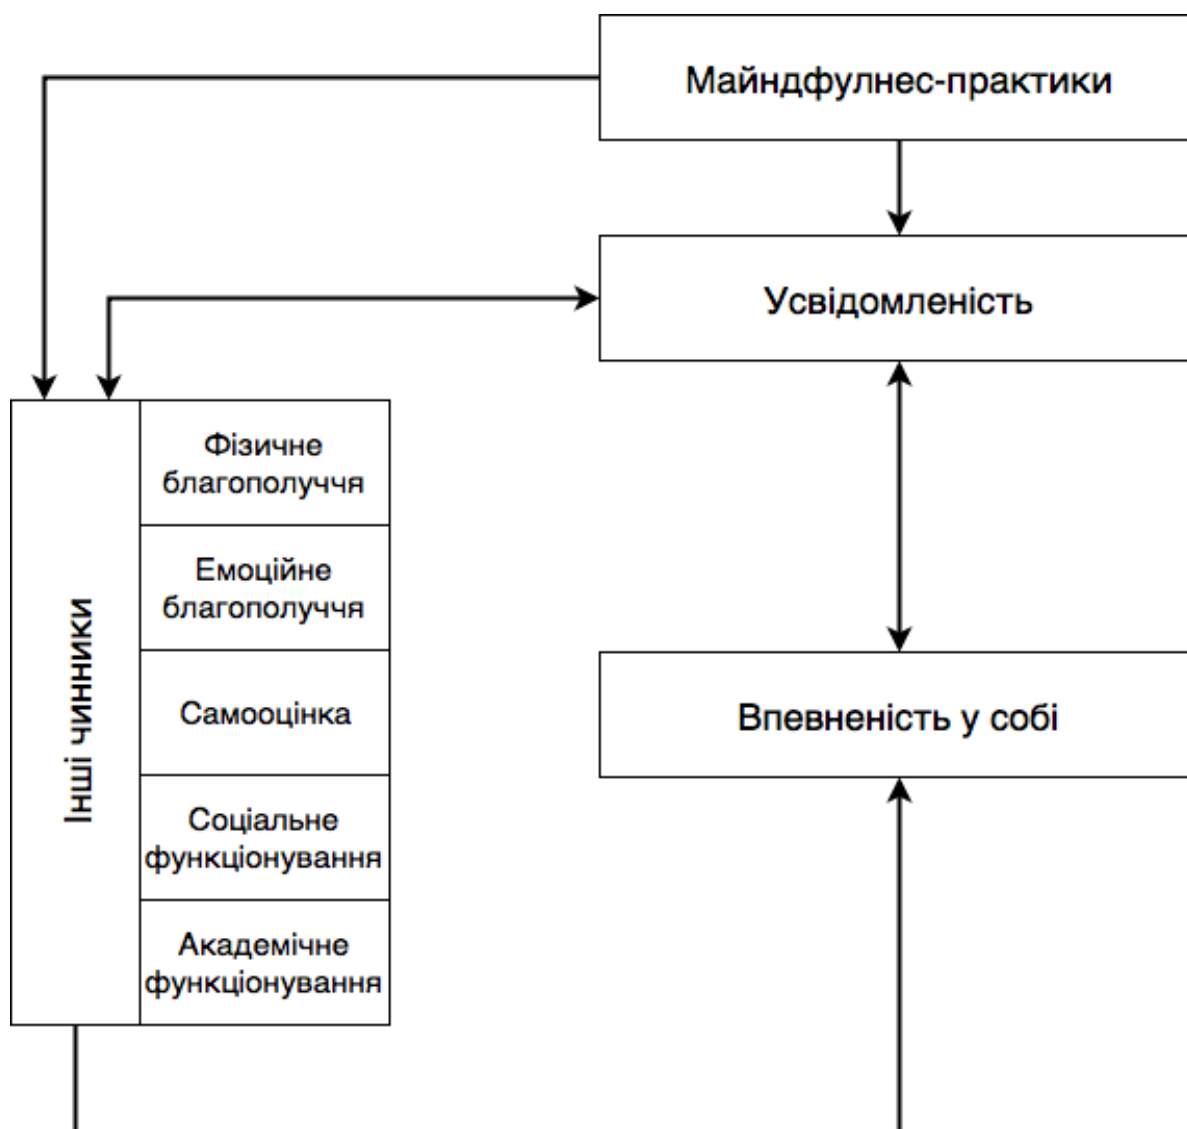 Майндфулнес-практики
Усвідомленість
Інші чинники
Фізичне
благополуччя
Емоційне
благополуччя
Самооцінка
Соціальне
функціонування
Академічне
функціонування
Впевненість у собі